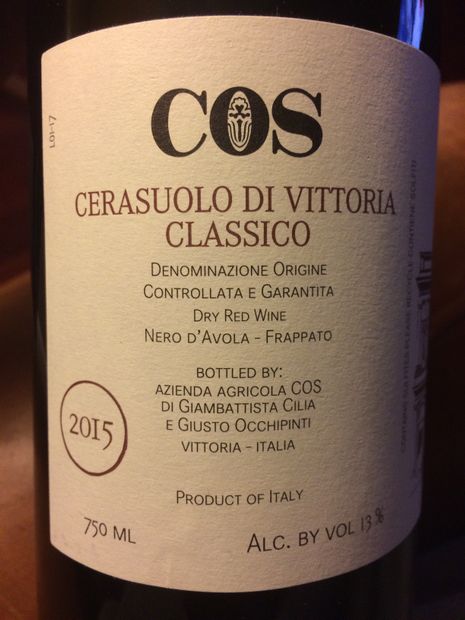 COS
CERASUOLO DI VITTORIA
CLASSICO
DENOMINAZIONE ORIGINE
CONTROLLATA E GARANTITA
DRY RED WINE
NERO D'AVOLA - FRAPPATO
BOTTLED BY:
AZIENDA AGRICOLA COS
DI GIAMBATTISTA CILIA
E GIUSTO OCCHIPINTI
VITTORIA - ITALIA
2015
PRODUCT OF ITALY
750 ML
ALC. BY VOL 13 %
L01-17